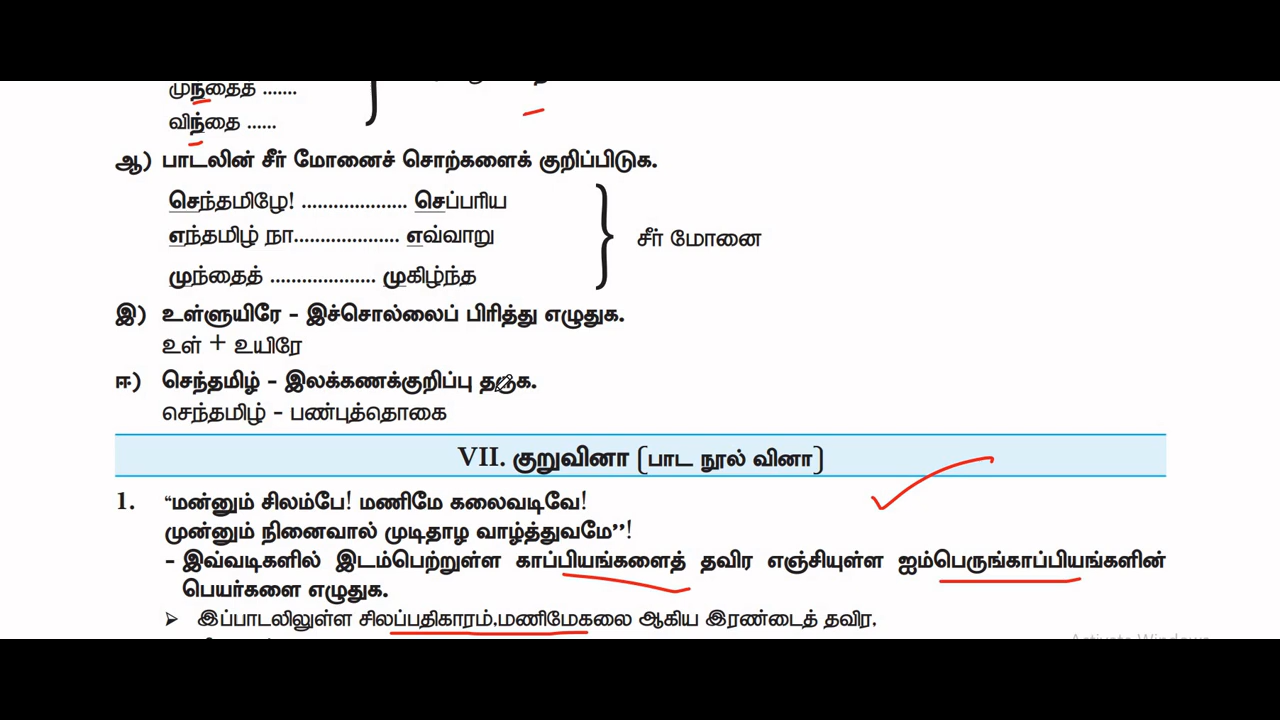 முந்தைத் .......
விந்தை ......
ஆ) பாடலின் சீர் மோனைச் சொற்களைக் குறிப்பிடுக.
செந்தமிழே! .................... செப்பரிய
எந்தமிழ் நா.................... எவ்வாறு
சீர் மோனை
முந்தைத் .................... முகிழ்ந்த
இ) உள்ளுயிரே - இச்சொல்லைப் பிரித்து எழுதுக.
உள் + உயிரே
ஈ) செந்தமிழ் - இலக்கணக்குறிப்பு தருக.
செந்தமிழ் - பண்புத்தொகை
VII. குறுவினா (பாட நூல் வினா)
1. “மன்னும் சிலம்பே! மணிமே கலைவடிவே!
முன்னும் நினைவால் முடிதாழ வாழ்த்துவமே”!
- இவ்வடிகளில் இடம்பெற்றுள்ள காப்பியங்களைத் தவிர எஞ்சியுள்ள ஐம்பெருங்காப்பியங்களின்
பெயர்களை எழுதுக.
➢ இப்பாடலிலுள்ள சிலப்பதிகாரம்,மணிமேகலை ஆகிய இரண்டைத் தவிர,